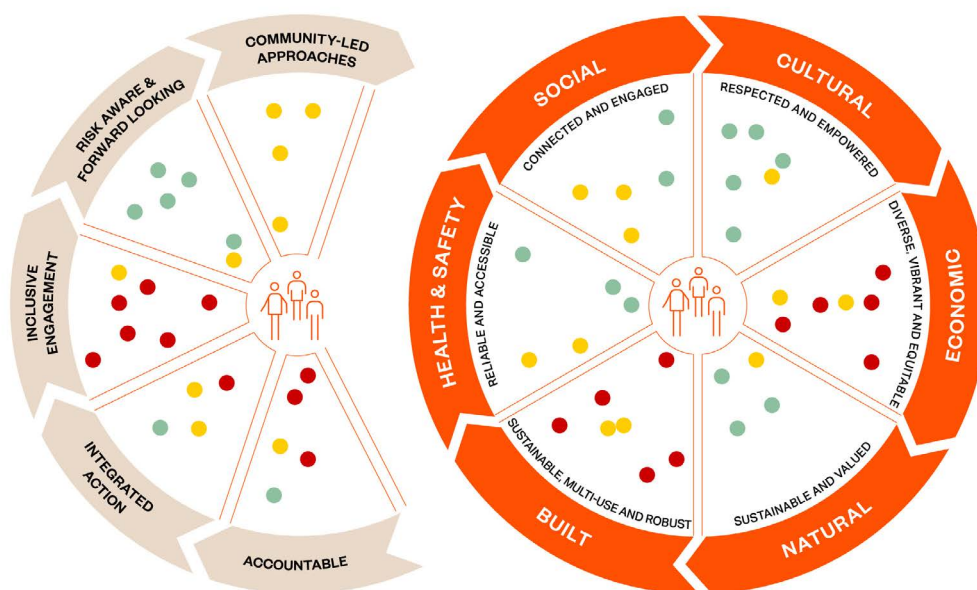 COMMUNITY-LED
APPROACHES
RISK AWARE &
FORWARD LOOKING
INCLUSIVE
ENGAGEMENT
INTEGRATED
ACTION
ACCOUNTABLE
SOCIAL
CONNECTED AND ENGAGED
CULTURAL
RESPECTED AND EMPOWERED
ECONOMIC
DIVERSE, VIBRANT AND EQUITABLE
NATURAL
SUSTAINABLE AND VALUED
BUILT
SUSTAINABLE, MULTI-USE AND ROBUST
HEALTH & SAFETY
RELIABLE AND ACCESSIBLE